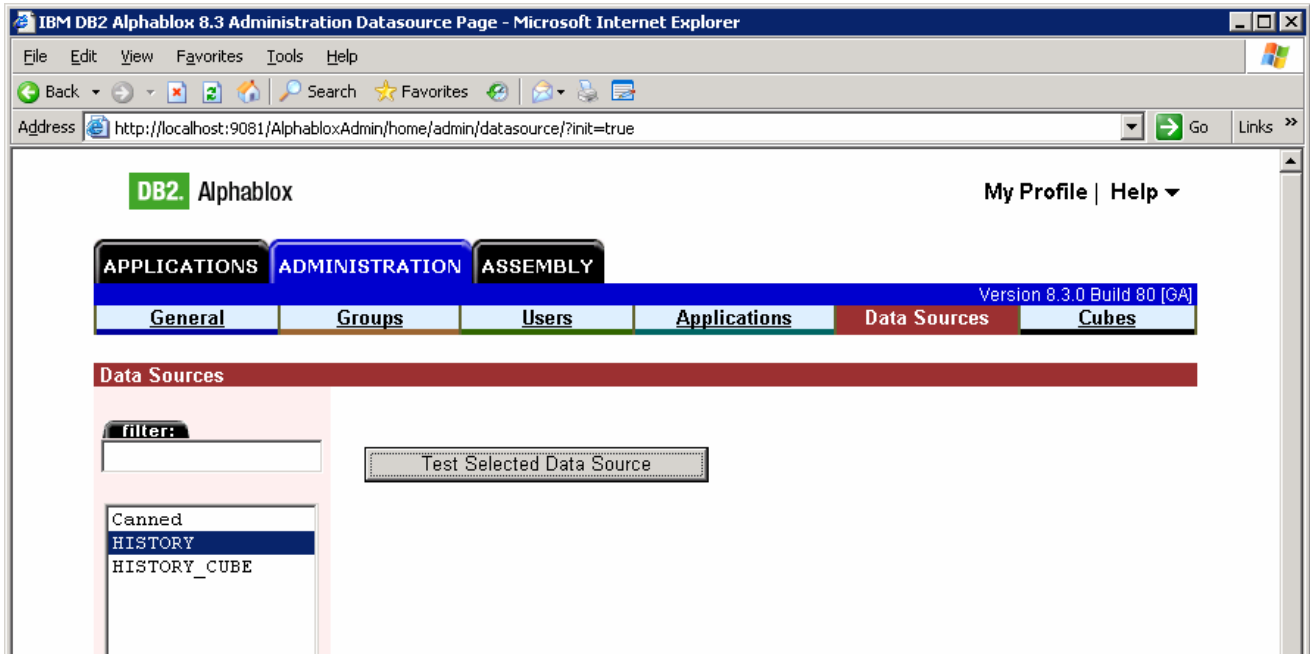 IBM DB2 Alphablox 8.3 Administration Datasource Page - Microsoft Internet Explorer
File Edit View Favorites Tools Help
Back Search Favorites
Address http://localhost:9081/AlphabloxAdmin/home/admin/datasource/?init=true Go Links »
DB2. Alphablox My Profile | Help
APPLICATIONS ADMINISTRATION ASSEMBLY
Version 8.3.0 Build 80 [GA]
General Groups Users Applications Data Sources Cubes
Data Sources
filter:
Test Selected Data Source
Canned
HISTORY
HISTORY_CUBE